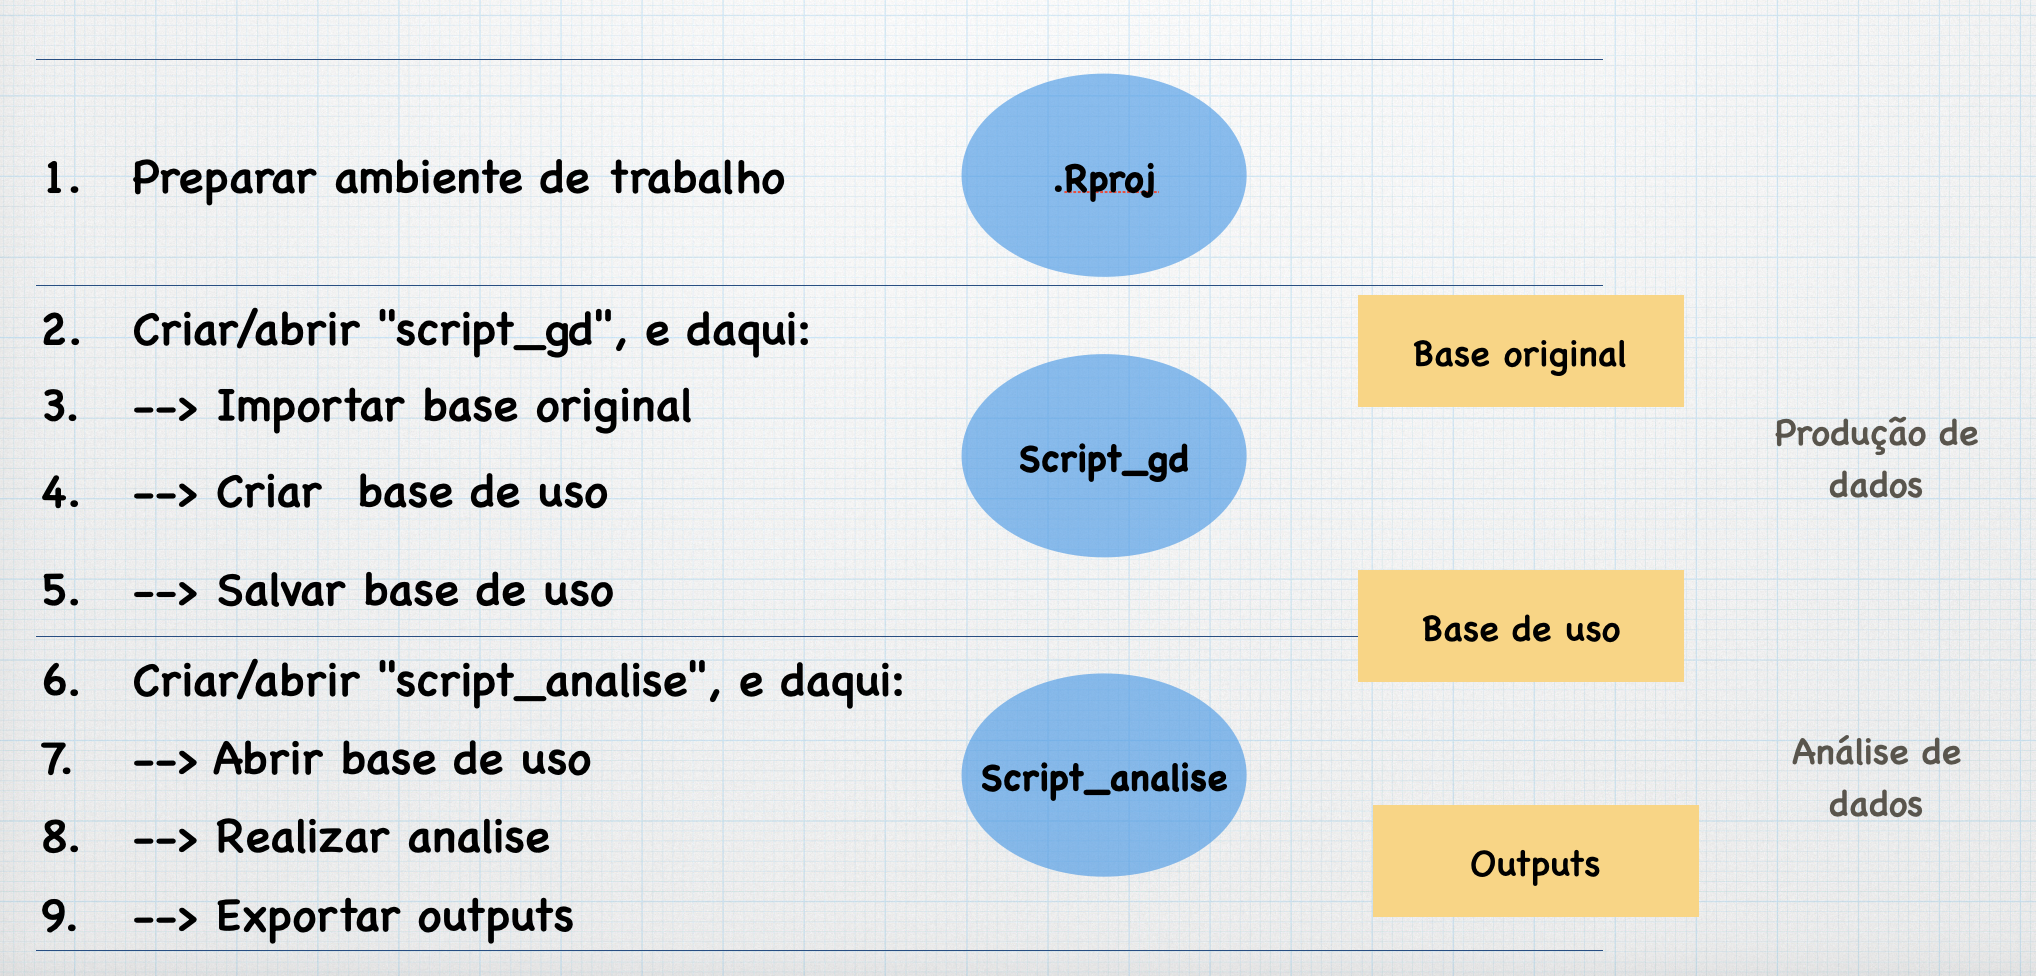 1. Preparar ambiente de trabalho
.Rproj
2. Criar/abrir "script_gd", e daqui:
3. --> Importar base original
4. --> Criar  base de uso
5. --> Salvar base de uso
Script_gd
Base original
Base de uso
Produção de
dados
6. Criar/abrir "script_analise", e daqui:
7. --> Abrir base de uso
8. --> Realizar analise
9. --> Exportar outputs
Script_analise
Outputs
Análise de
dados